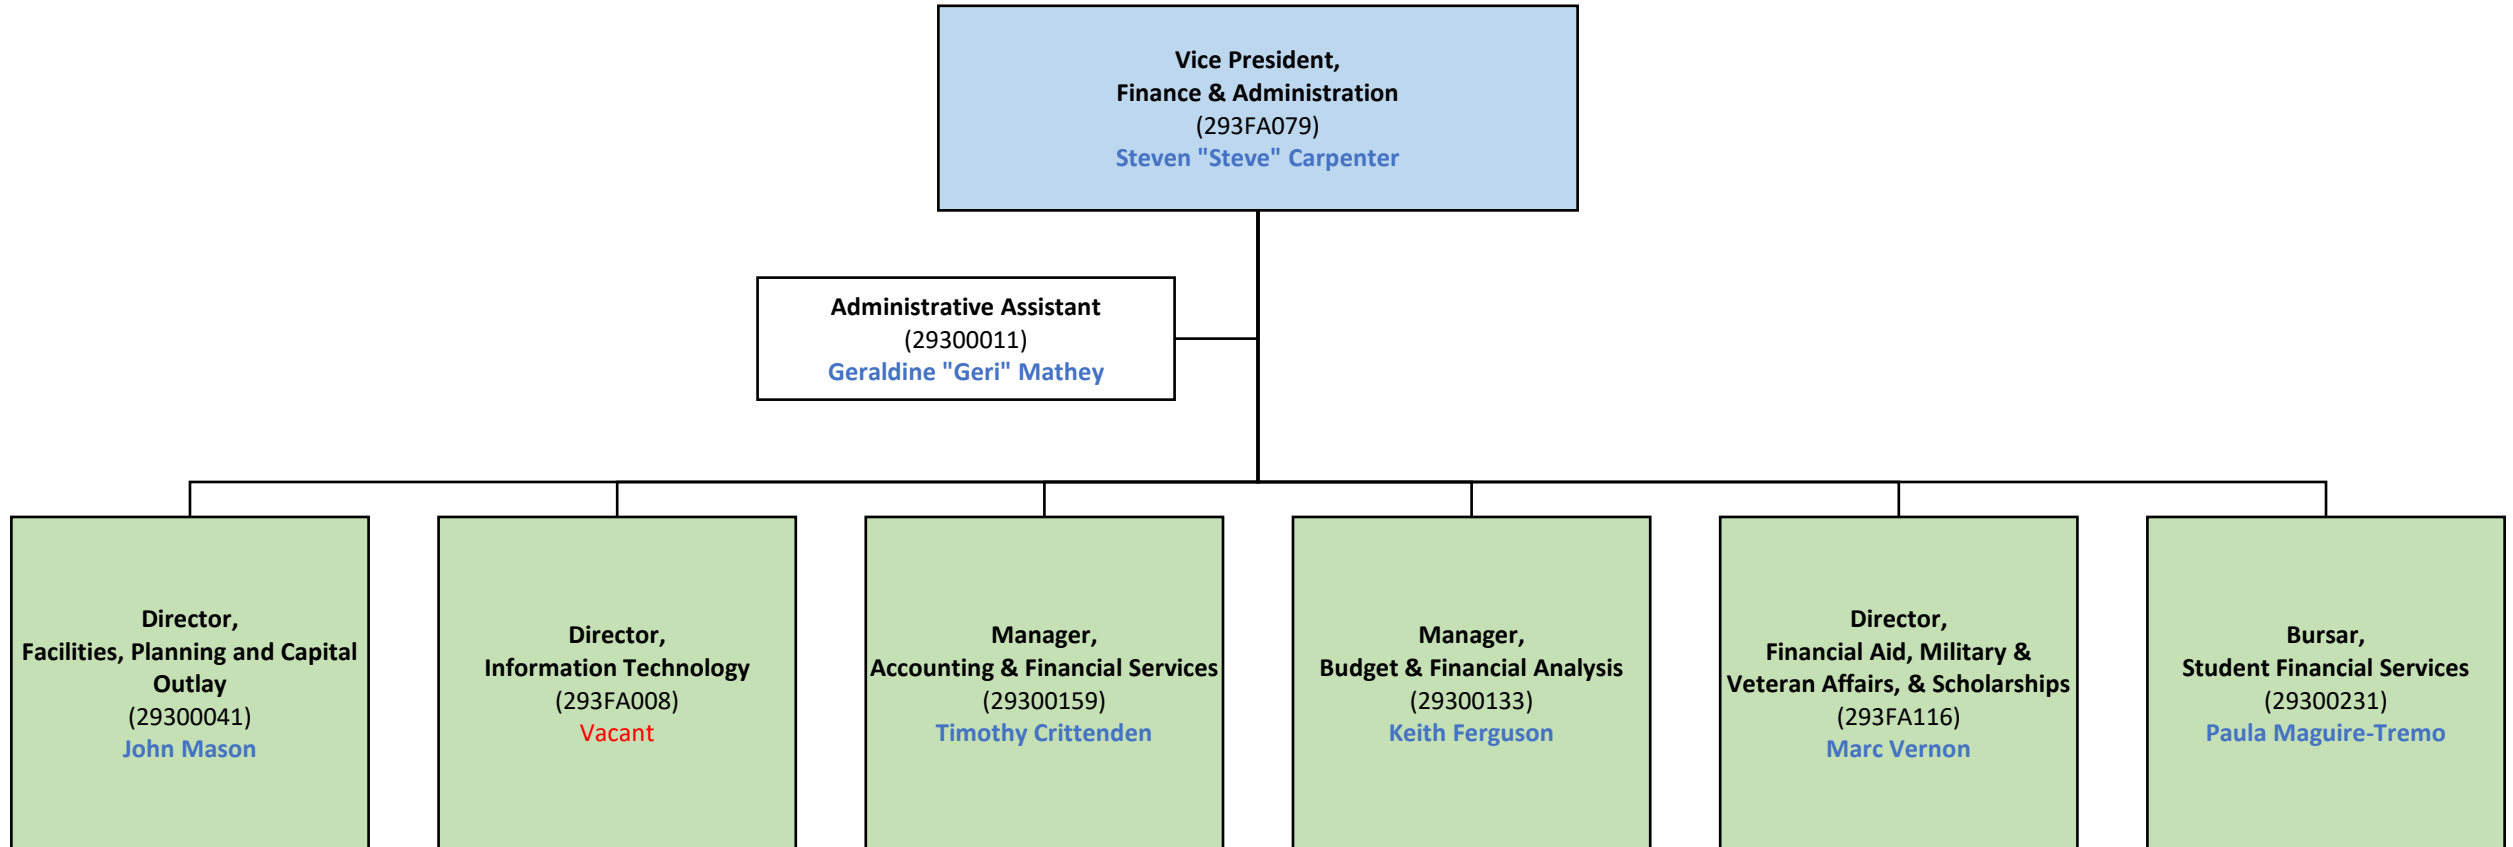 Vice President,
Finance & Administration
(293FA079)
Steven "Steve" Carpenter
Administrative Assistant
(29300011)
Geraldine "Geri" Mathey
Director,
Facilities, Planning and Capital
Outlay
(29300041)
John Mason
Director,
Information Technology
(293FA008)
Vacant
Manager,
Accounting & Financial Services
(29300159)
Timothy Crittenden
Manager,
Budget & Financial Analysis
(29300133)
Keith Ferguson
Director,
Financial Aid, Military &
Veteran Affairs, & Scholarships
(293FA116)
Marc Vernon
Bursar,
Student Financial Services
(29300231)
Paula Maguire-Tremo